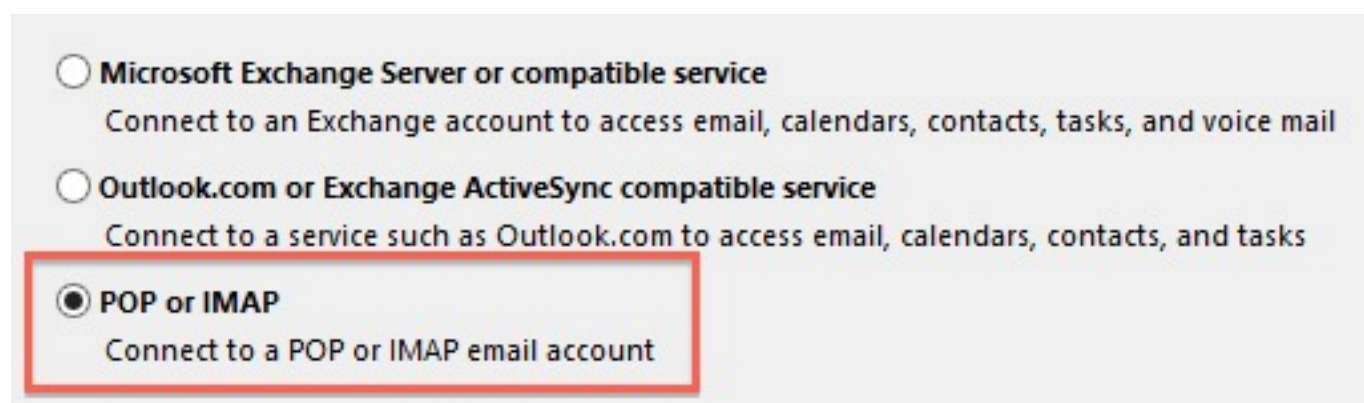 Microsoft Exchange Server or compatible service
Connect to an Exchange account to access email, calendars, contacts, tasks, and voice mail
Outlook.com or Exchange ActiveSync compatible service
Connect to a service such as Outlook.com to access email, calendars, contacts, and tasks
POP or IMAP
Connect to a POP or IMAP email account